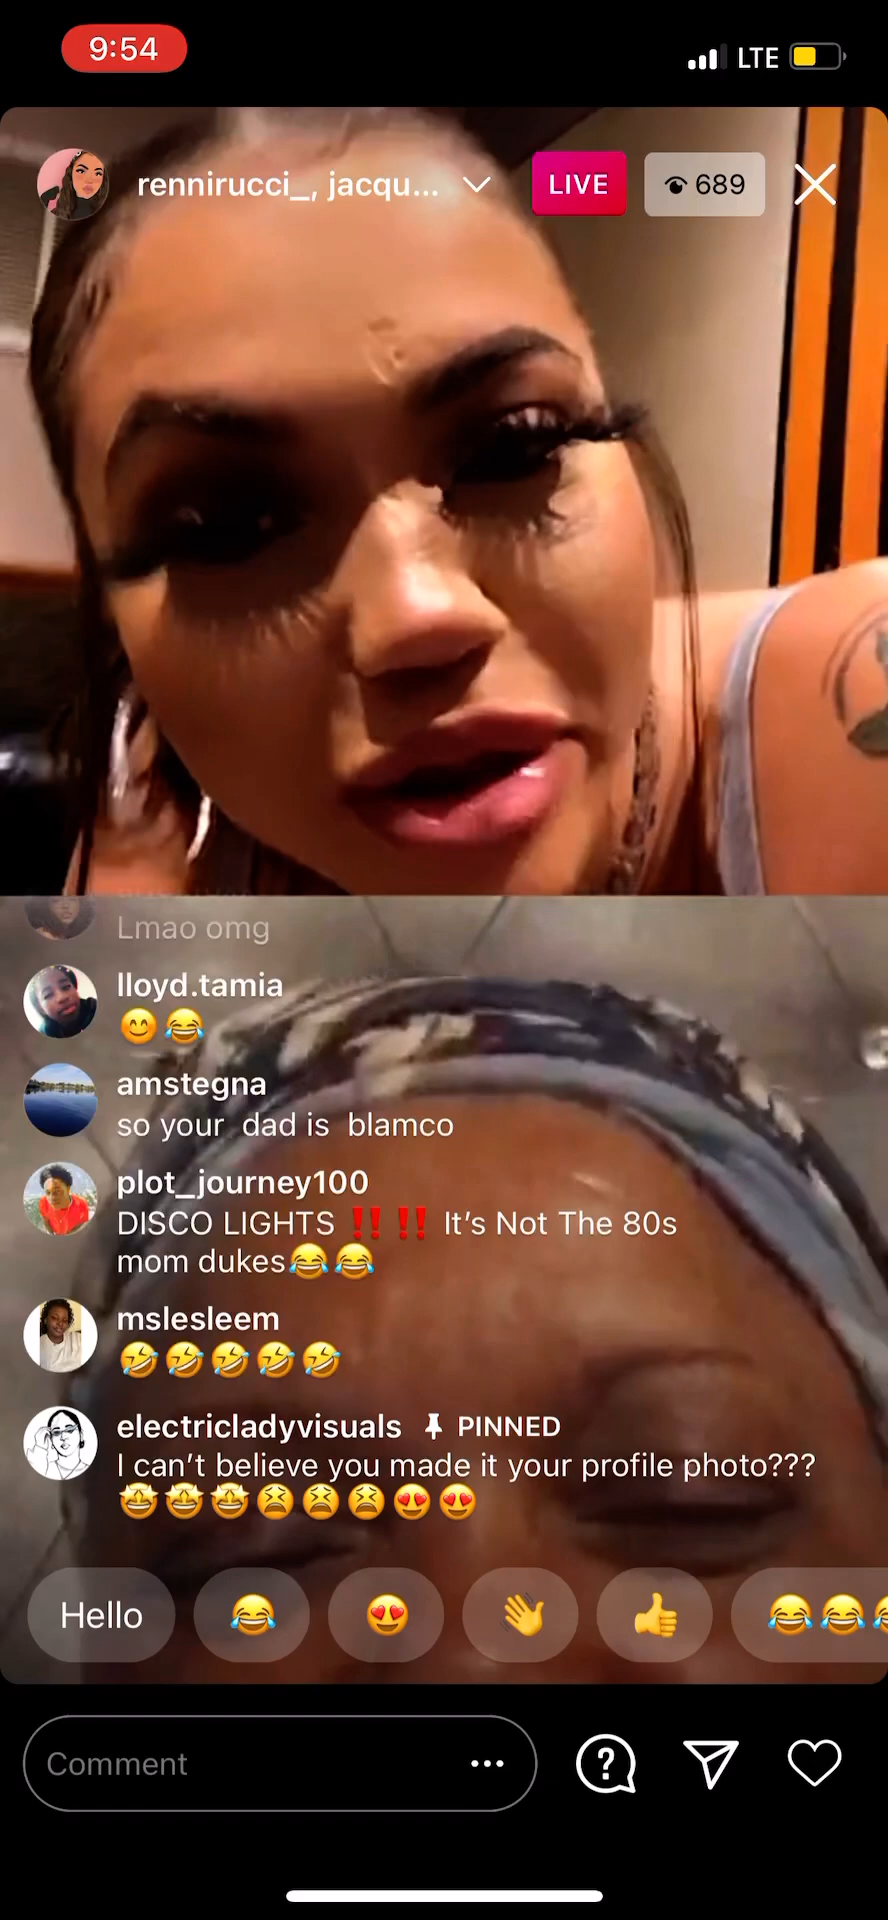 9:54
LTE
rennirucci_, jacqu...
LIVE
689
Lmao omg
lloyd.tamia
😊😂
amstegna
so your dad is blamco
plot_journey100
DISCO LIGHTS ‼️‼️ It’s Not The 80s
mom dukes😂😂
mslesleem
🤣🤣🤣🤣🤣
electricladyvisuals PINNED
I can’t believe you made it your profile photo???
🤩🤩🤩😫😫😫😍😍
Hello 😂 😍 👋 👍 😂😂
Comment